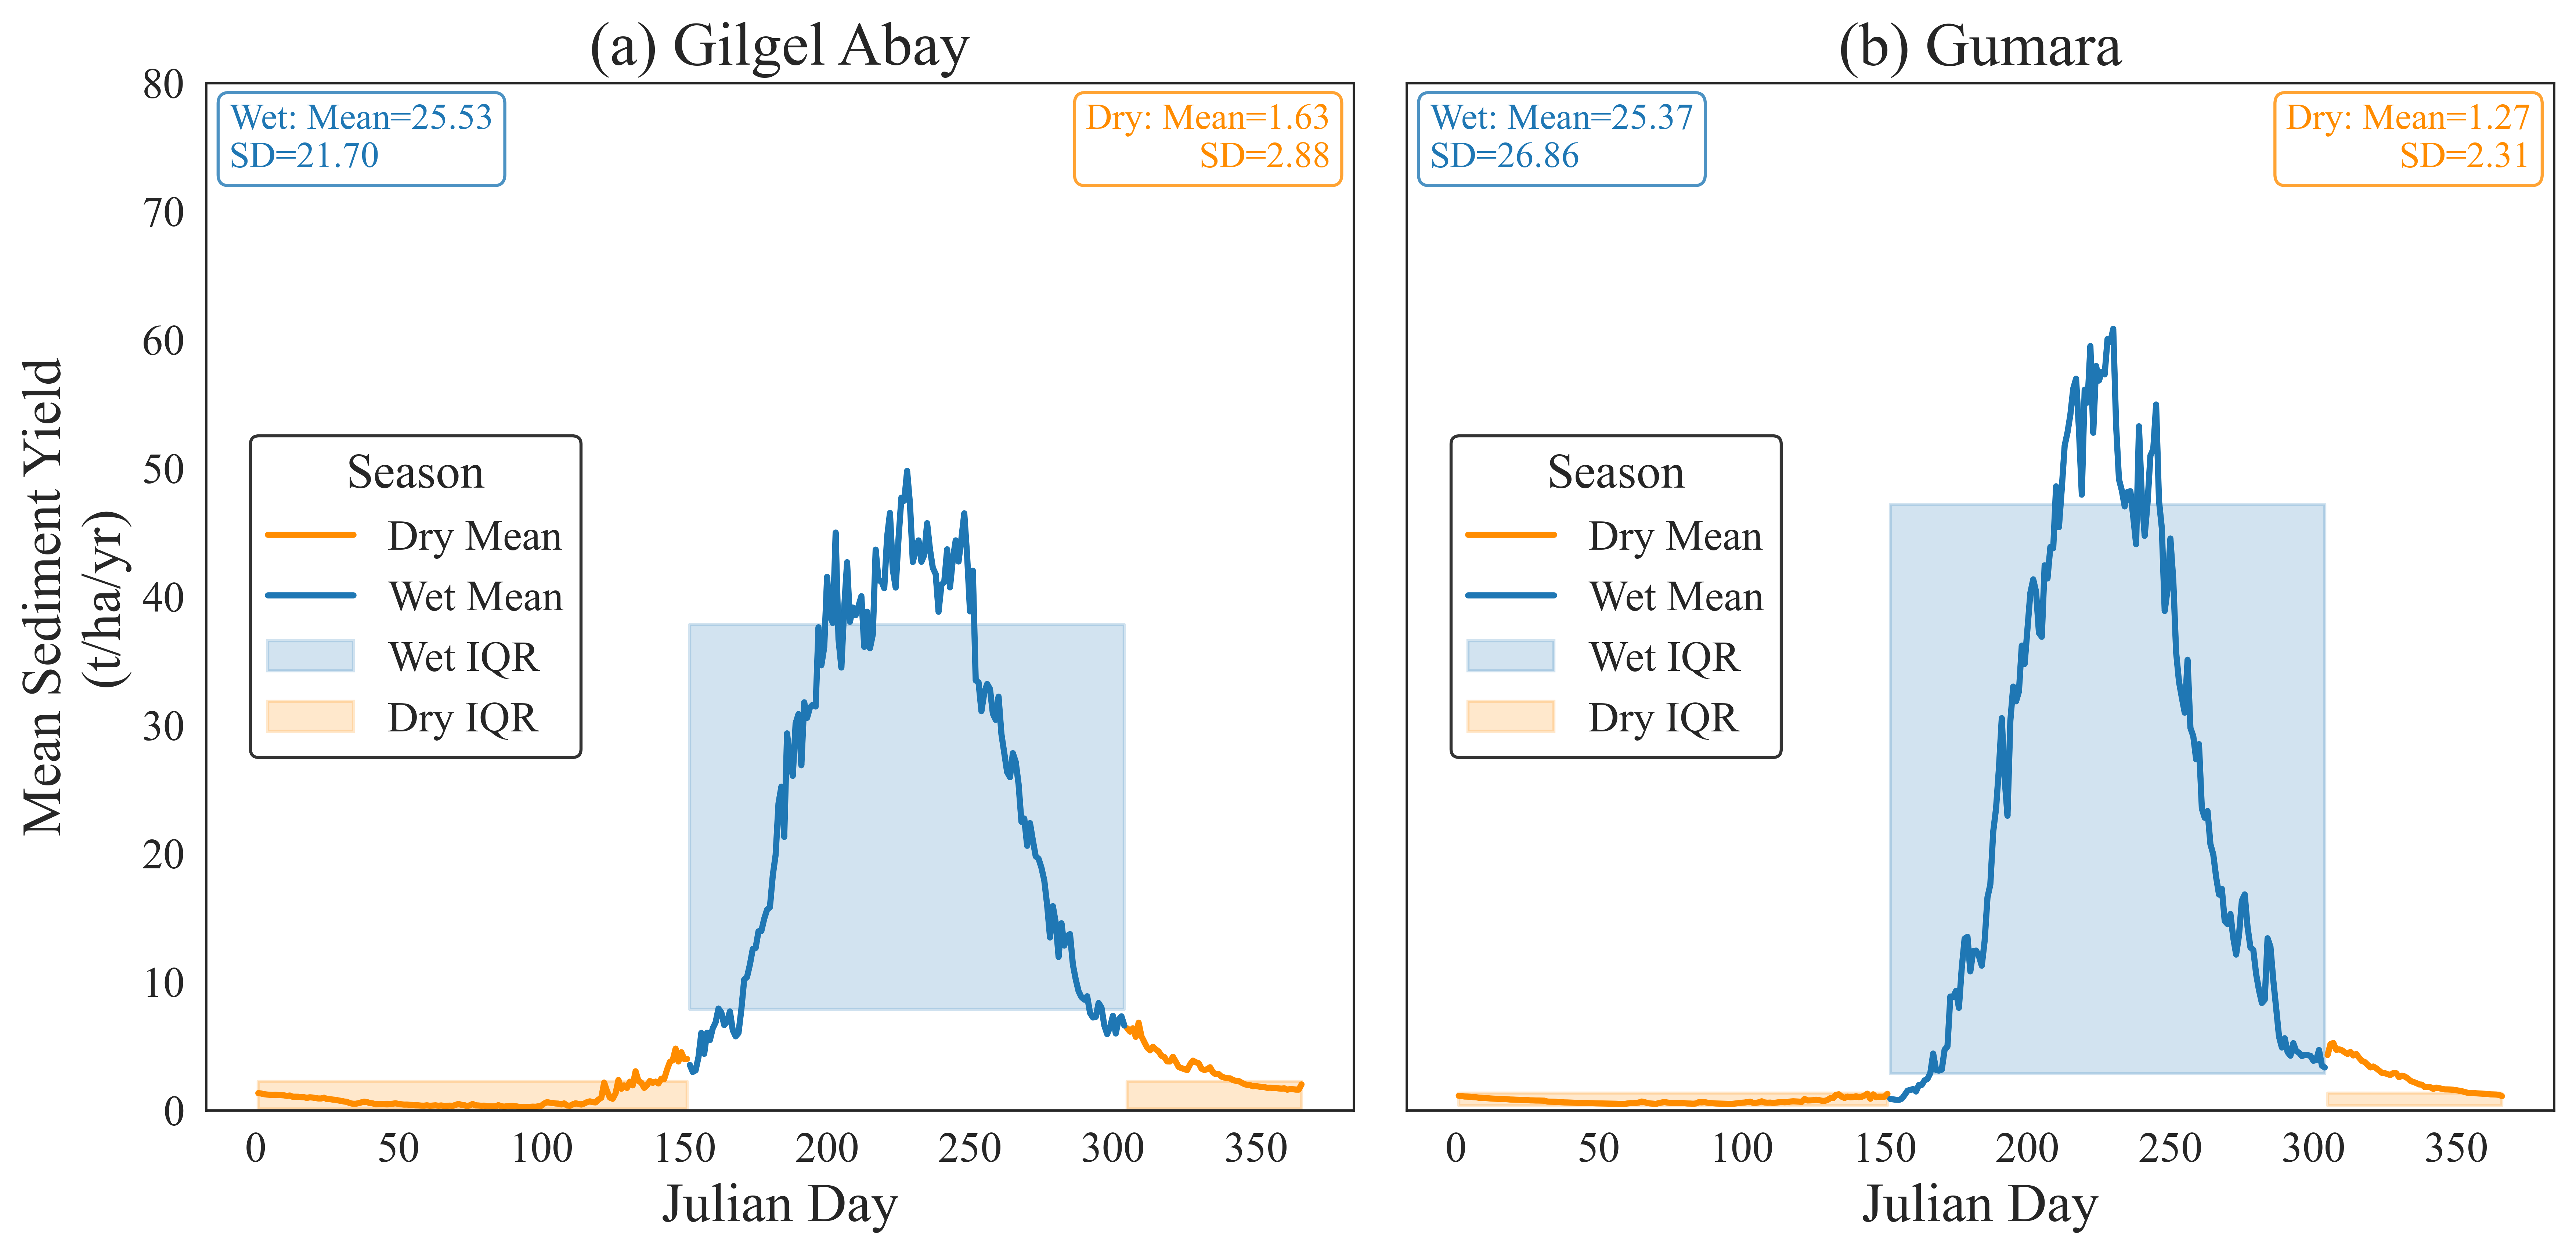 (a) Gilgel Abay
(b) Gumara
Mean Sediment Yield
(t/ha/yr)
80
70
60
50
40
30
20
10
0
Wet: Mean=25.53
SD=21.70
Dry: Mean=1.63
SD=2.88
Season
Dry Mean
Wet Mean
Wet IQR
Dry IQR
0 50 100 150 200 250 300 350
Julian Day
Wet: Mean=25.37
SD=26.86
Dry: Mean=1.27
SD=2.31
Season
Dry Mean
Wet Mean
Wet IQR
Dry IQR
0 50 100 150 200 250 300 350
Julian Day